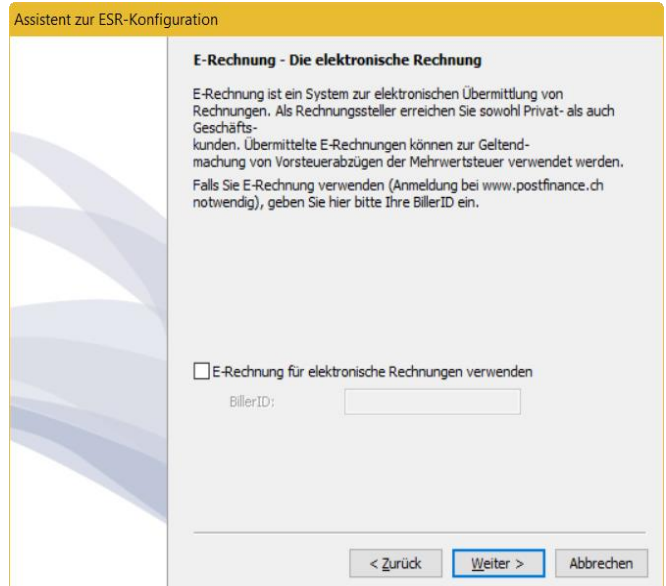 Assistent zur ESR-Konfiguration
E-Rechnung - Die elektronische Rechnung
E-Rechnung ist ein System zur elektronischen Übermittlung von
Rechnungen. Als Rechnungssteller erreichen Sie sowohl Privat- als auch
Geschäfts-
kunden. Übermittelte E-Rechnungen können zur Geltend-
machung von Vorsteuerabzügen der Mehrwertsteuer verwendet werden.
Falls Sie E-Rechnung verwenden (Anmeldung bei www.postfinance.ch
notwendig), geben Sie hier bitte Ihre BillerID ein.
E-Rechnung für elektronische Rechnungen verwenden
BillerID:
< Zurück Weiter > Abbrechen